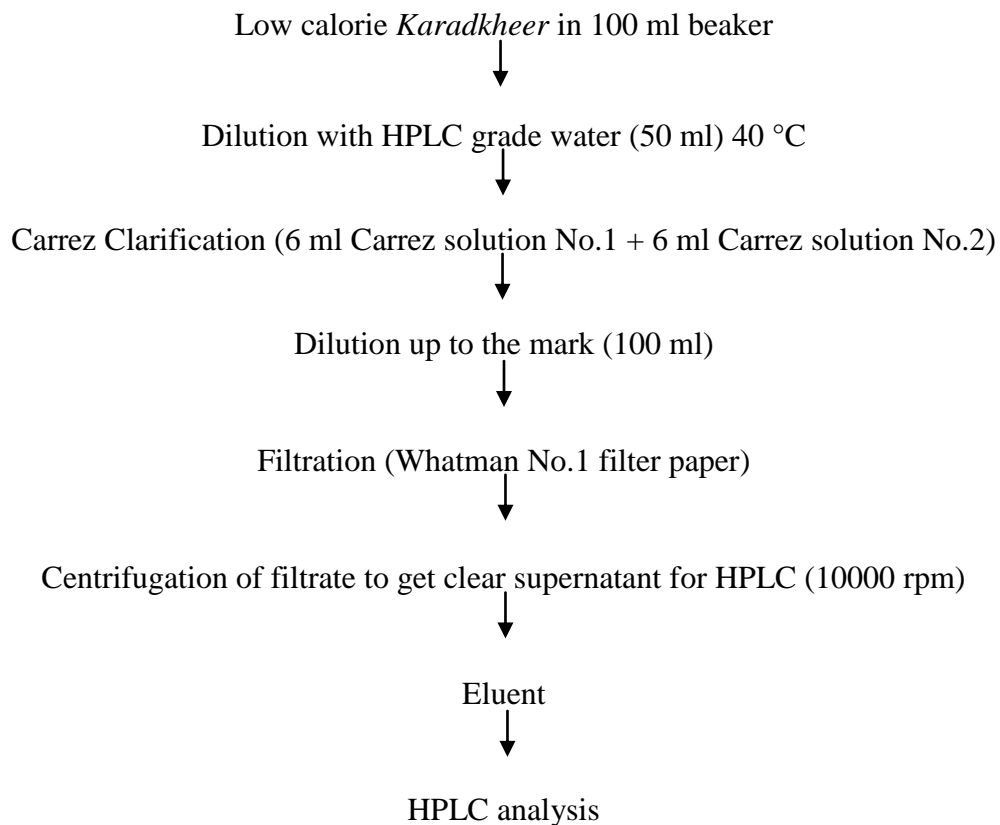 Low calorie Karadkheer in 100 ml beaker
Dilution with HPLC grade water (50 ml) 40 °C
Carrez Clarification (6 ml Carrez solution No.1 + 6 ml Carrez solution No.2)
Dilution up to the mark (100 ml)
Filtration (Whatman No.1 filter paper)
Centrifugation of filtrate to get clear supernatant for HPLC (10000 rpm)
Eluent
HPLC analysis